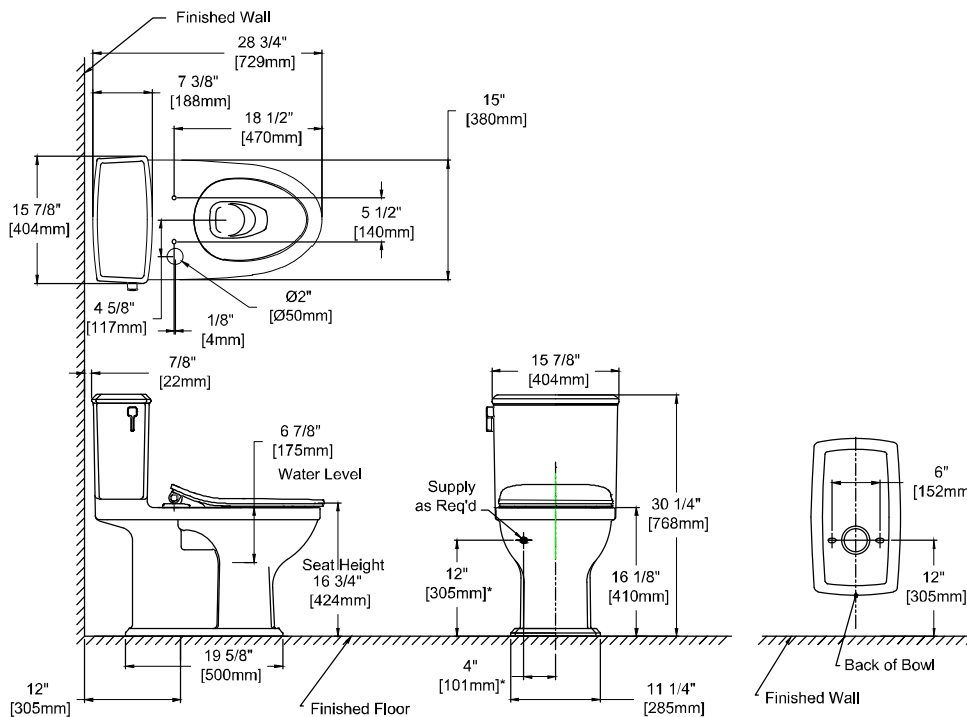 Finished Wall
28 3/4"
[729mm]
7 3/8"
[188mm]
18 1/2"
[470mm]
15"
[380mm]
15 7/8"
[404mm]
5 1/2"
[140mm]
4 5/8"
[117mm]
Ø2"
[Ø50mm]
1/8"
[4mm]
7/8"
[22mm]
6 7/8"
[175mm]
Water Level
Seat Height
16 3/4"
[424mm]
19 5/8"
[500mm]
12"
[305mm]
Finished Floor
15 7/8"
[404mm]
Supply
as Req'd
12"
[305mm]*
30 1/4"
[768mm]
16 1/8"
[410mm]
4"
[101mm]*
11 1/4"
[285mm]
6"
[152mm
12"
[305mm]
Back of Bowl
Finished Wall